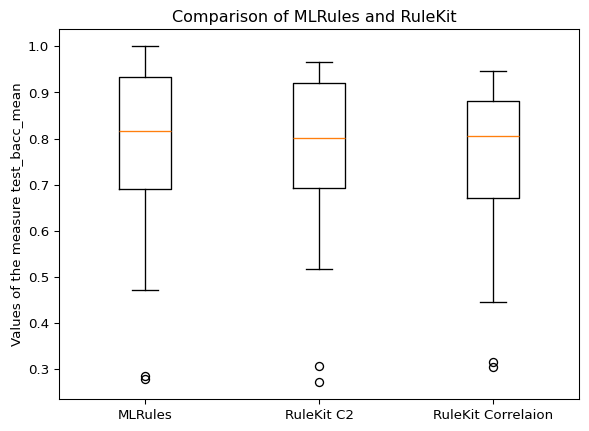 Comparison of MLRules and RuleKit
Values of the measure test_bacc_mean
1.0
0.9
0.8
0.7
0.6
0.5
0.4
0.3
MLRules
RuleKit C2
RuleKit Correlaion